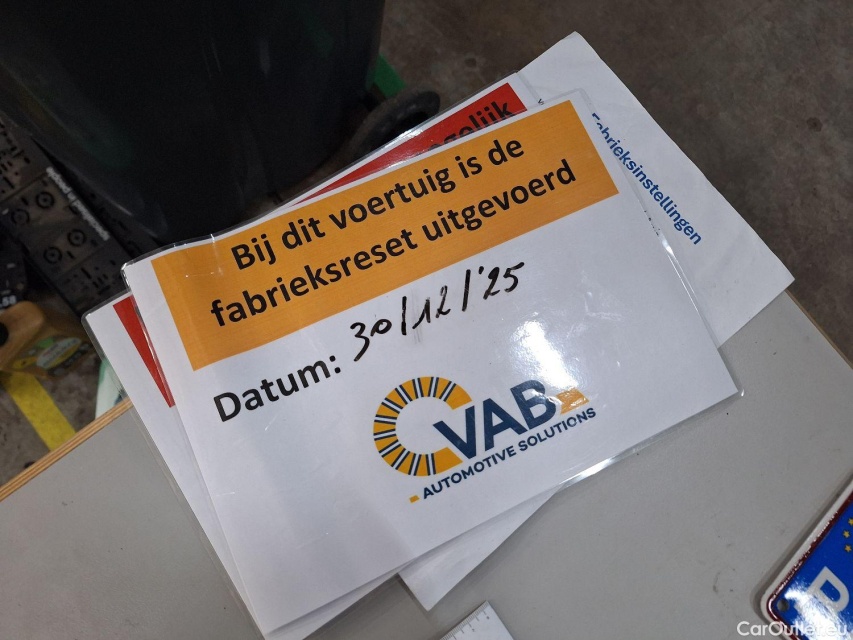 Bij dit voertuig is de
fabrieksreset uitgevoerd
Datum: 30/12/'25
VAB
AUTOMOTIVE SOLUTIONS
fabrieksinstellingen
D
CarOutlet.eu